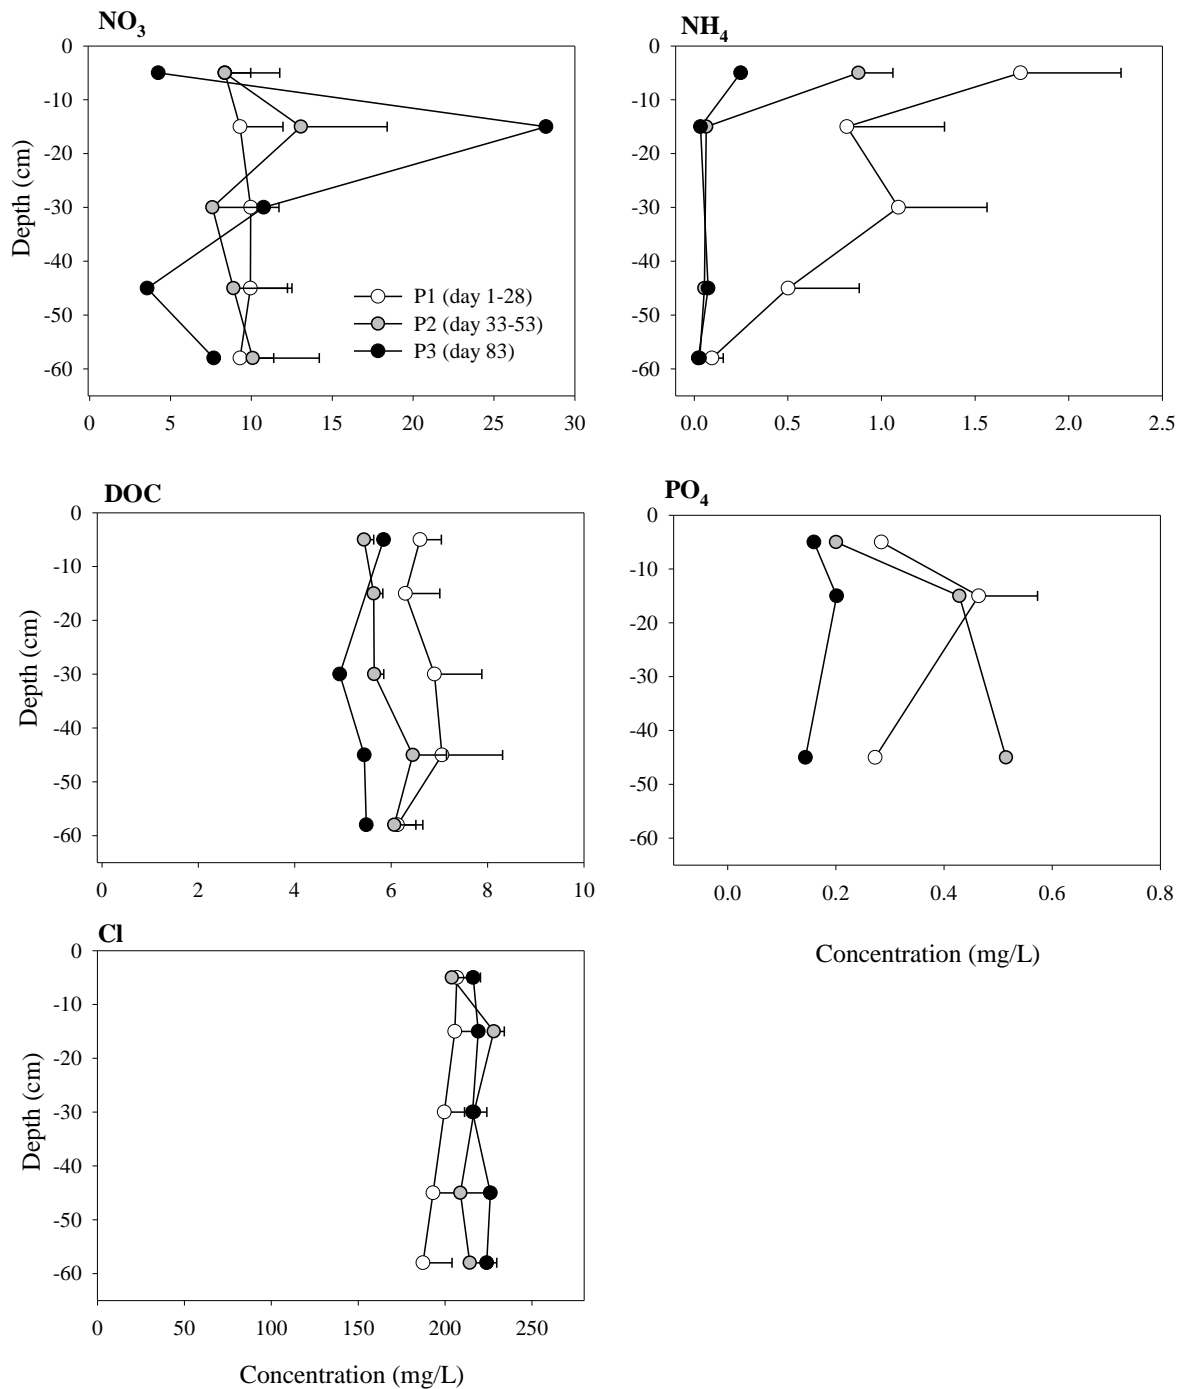 NO3
0
-10
-20
-30
-40
-50
-60
Depth (cm)
0 5 10 15 20 25 30
P1 (day 1-28)
P2 (day 33-53)
P3 (day 83)
NH4
0
-10
-20
-30
-40
-50
-60
0.0 0.5 1.0 1.5 2.0 2.5
DOC
0
-10
-20
-30
-40
-50
-60
Depth (cm)
0 2 4 6 8 10
PO4
0
-10
-20
-30
-40
-50
-60
0.0 0.2 0.4 0.6 0.8
Concentration (mg/L)
Cl
0
-10
-20
-30
-40
-50
-60
Depth (cm)
0 50 100 150 200 250
Concentration (mg/L)